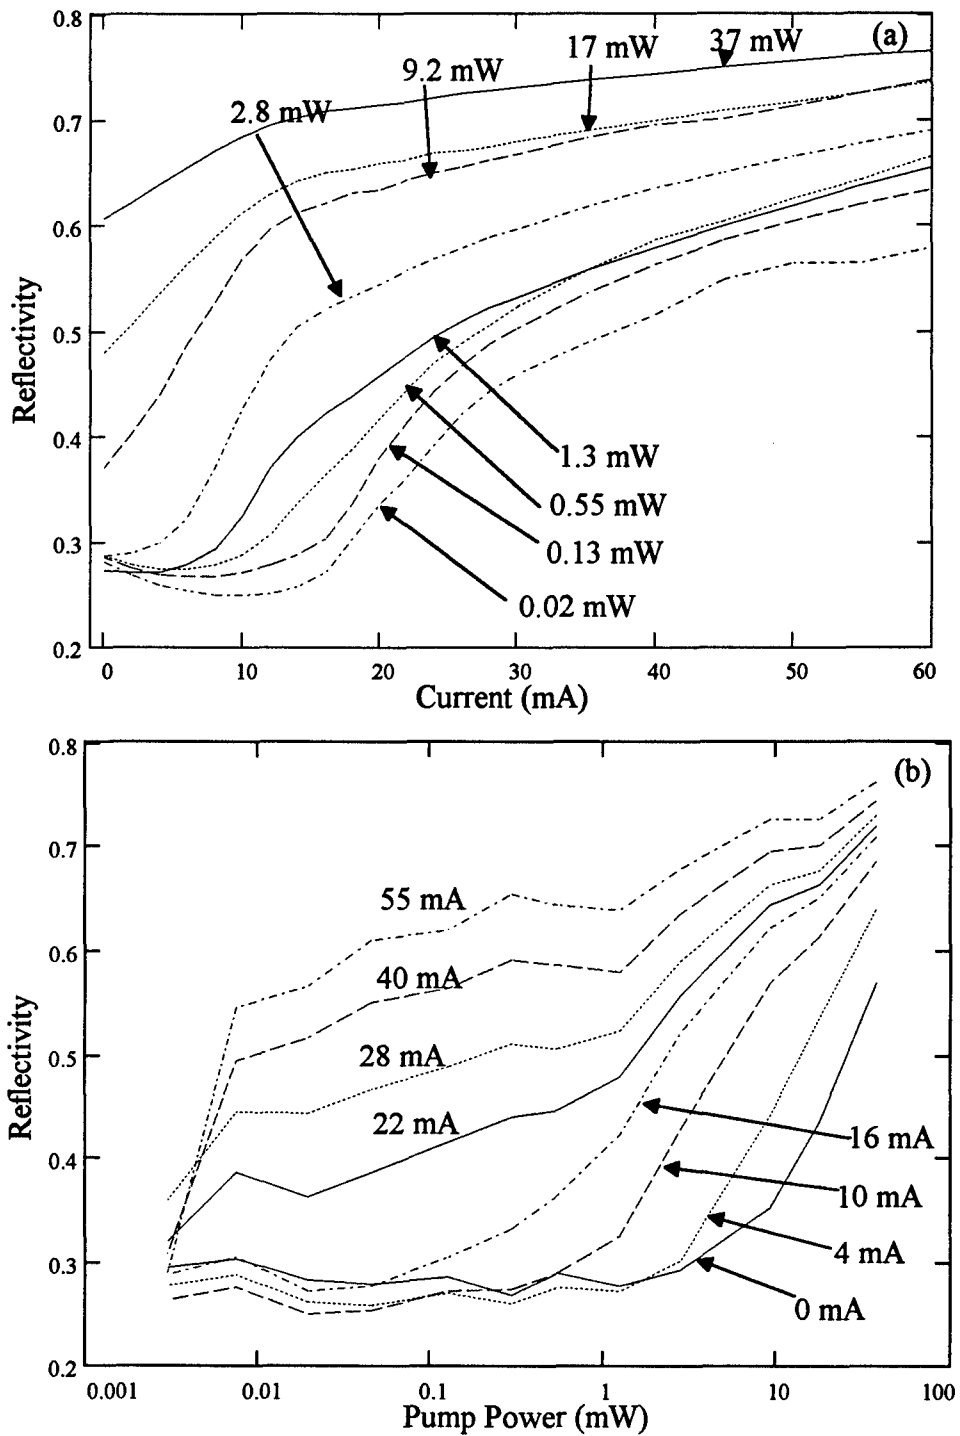 0.8
(a)
37 mW
17 mW
9.2 mW
2.8 mW
0.7
0.6
0.5
0.4
0.3
0.2
Reflectivity
1.3 mW
0.55 mW
0.13 mW
0.02 mW
0 10 20 30 40 50 60
Current (mA)
0.8
(b)
0.7
0.6
0.5
0.4
0.3
0.2
Reflectivity
55 mA
40 mA
28 mA
22 mA
16 mA
10 mA
4 mA
0 mA
0.001 0.01 0.1 1 10 100
Pump Power (mW)